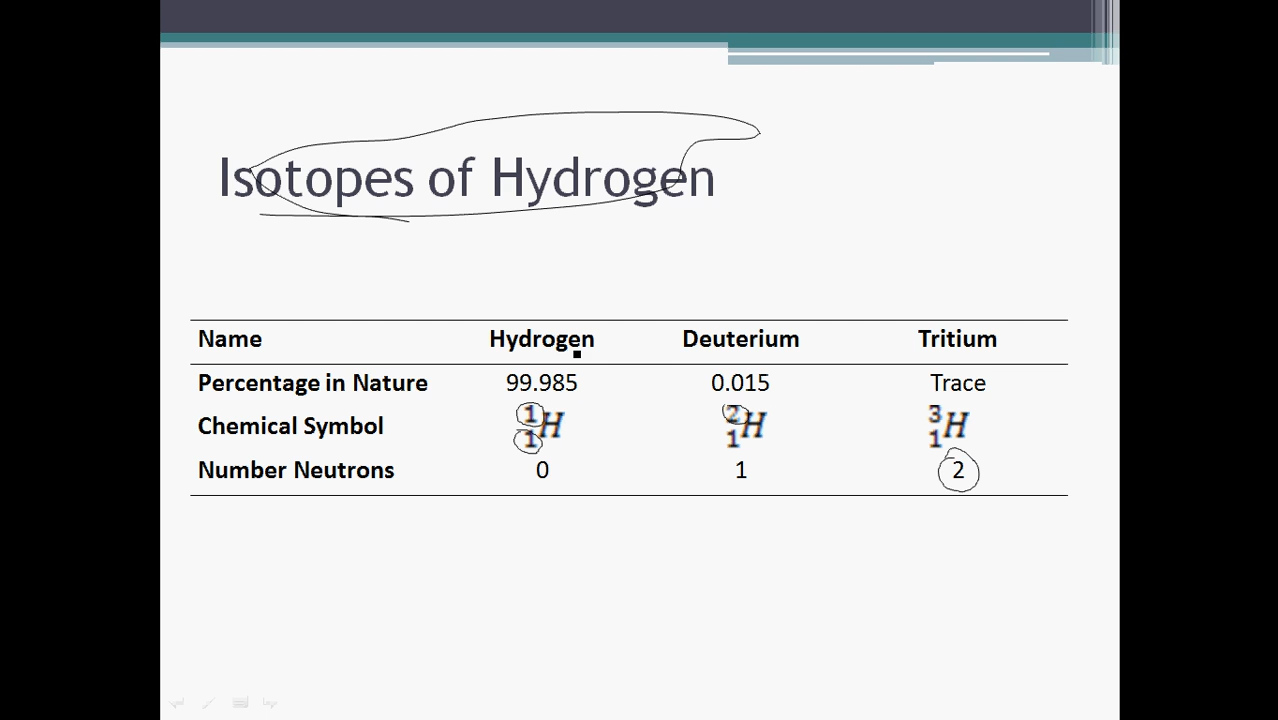 Isotopes of Hydrogen
Name Hydrogen Deuterium Tritium
Percentage in Nature 99.985 0.015 Trace
Chemical Symbol ¹₁H ²₁H ³₁H
Number Neutrons 0 1 2